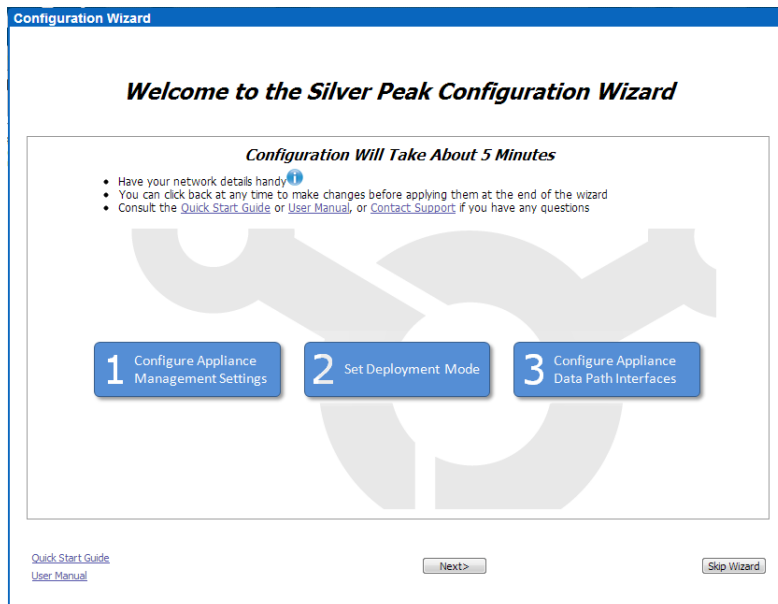 Configuration Wizard
Welcome to the Silver Peak Configuration Wizard
Configuration Will Take About 5 Minutes
• Have your network details handy
• You can click back at any time to make changes before applying them at the end of the wizard
• Consult the Quick Start Guide or User Manual, or Contact Support if you have any questions
1 Configure Appliance
Management Settings
2 Set Deployment Mode
3 Configure Appliance
Data Path Interfaces
Quick Start Guide
User Manual
Next>
Skip Wizard